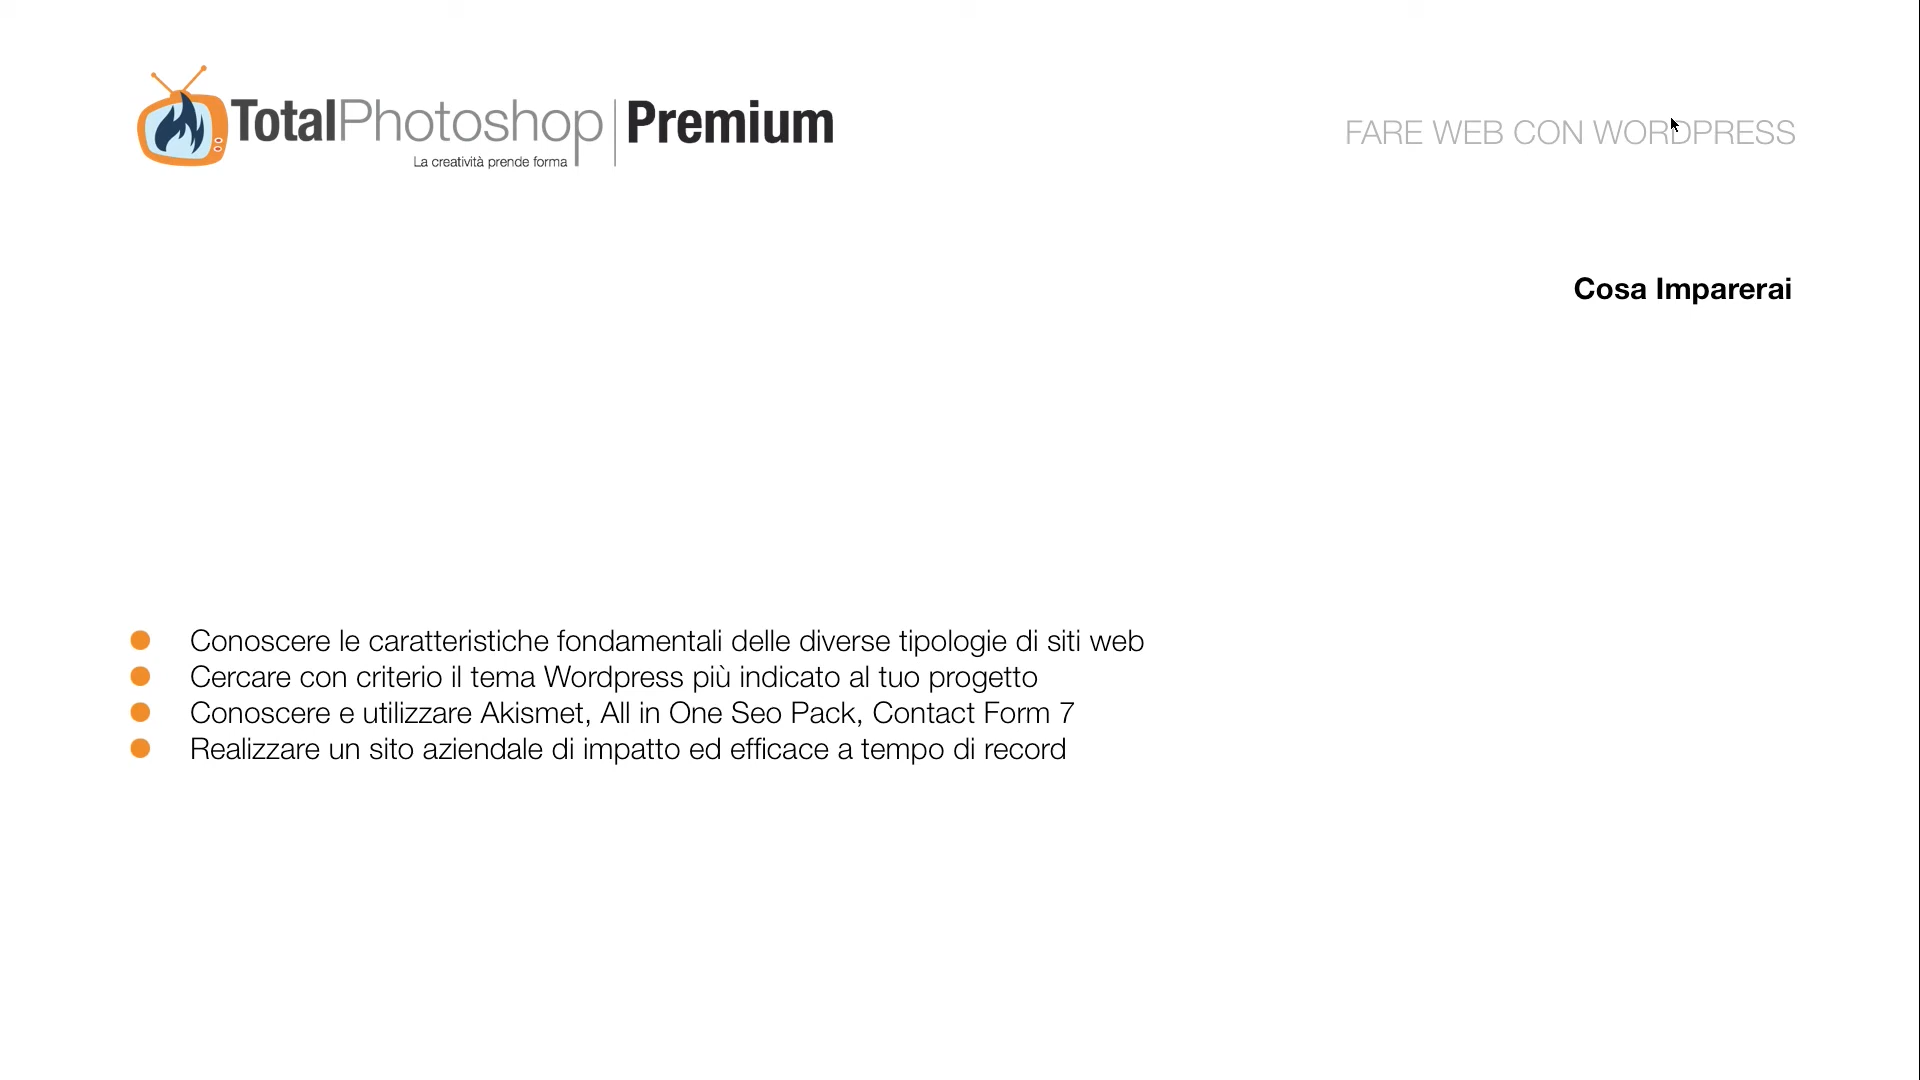 TotalPhotoshop Premium
La creatività prende forma
FARE WEB CON WORDPRESS
Cosa Imparerai
Conoscere le caratteristiche fondamentali delle diverse tipologie di siti web
Cercare con criterio il tema Wordpress più indicato al tuo progetto
Conoscere e utilizzare Akismet, All in One Seo Pack, Contact Form 7
Realizzare un sito aziendale di impatto ed efficace a tempo di record